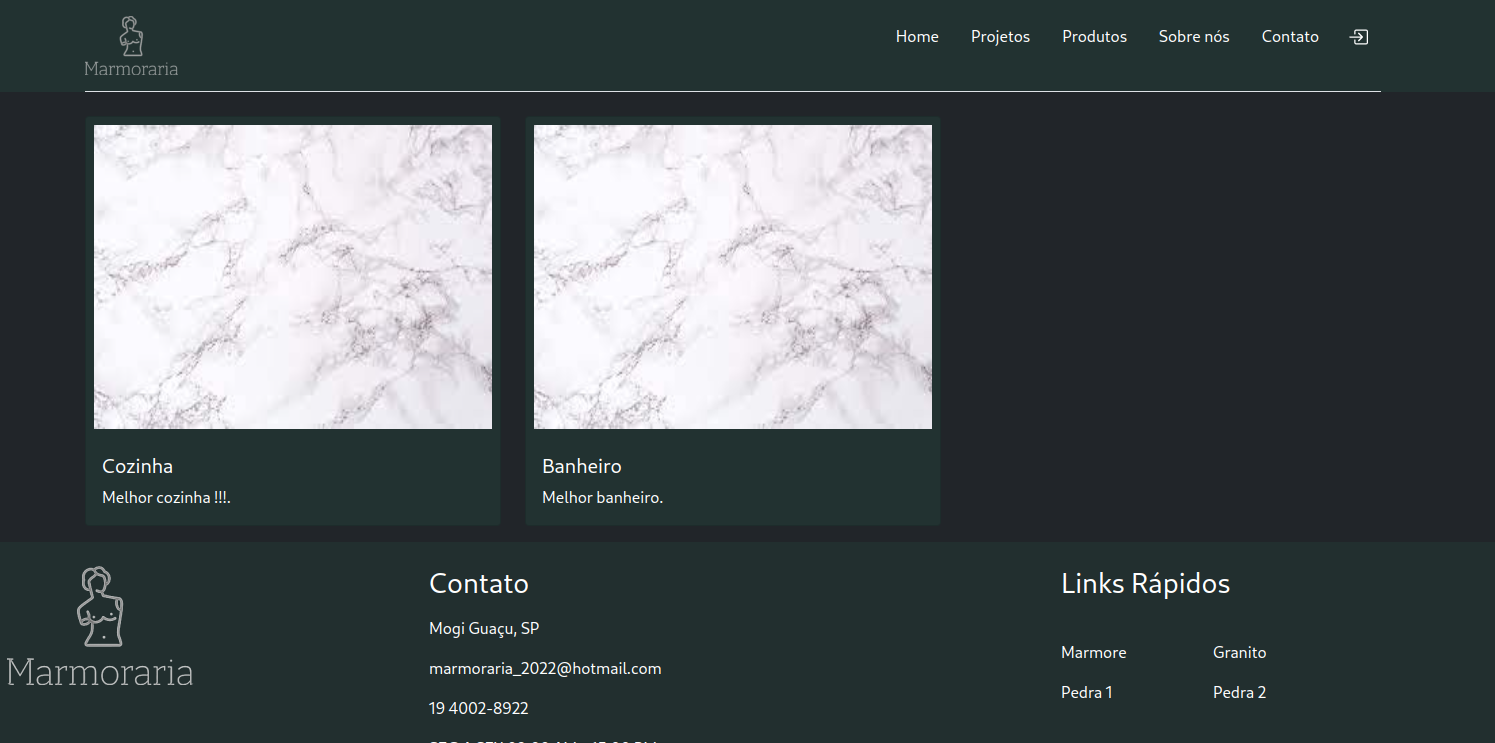 Marmoraria
Home Projetos Produtos Sobre nós Contato
Cozinha
Melhor cozinha !!!.
Banheiro
Melhor banheiro.
Marmoraria
Contato
Mogi Guaçu, SP
marmoraria_2022@hotmail.com
19 4002-8922
Links Rápidos
Marmore Granito
Pedra 1 Pedra 2